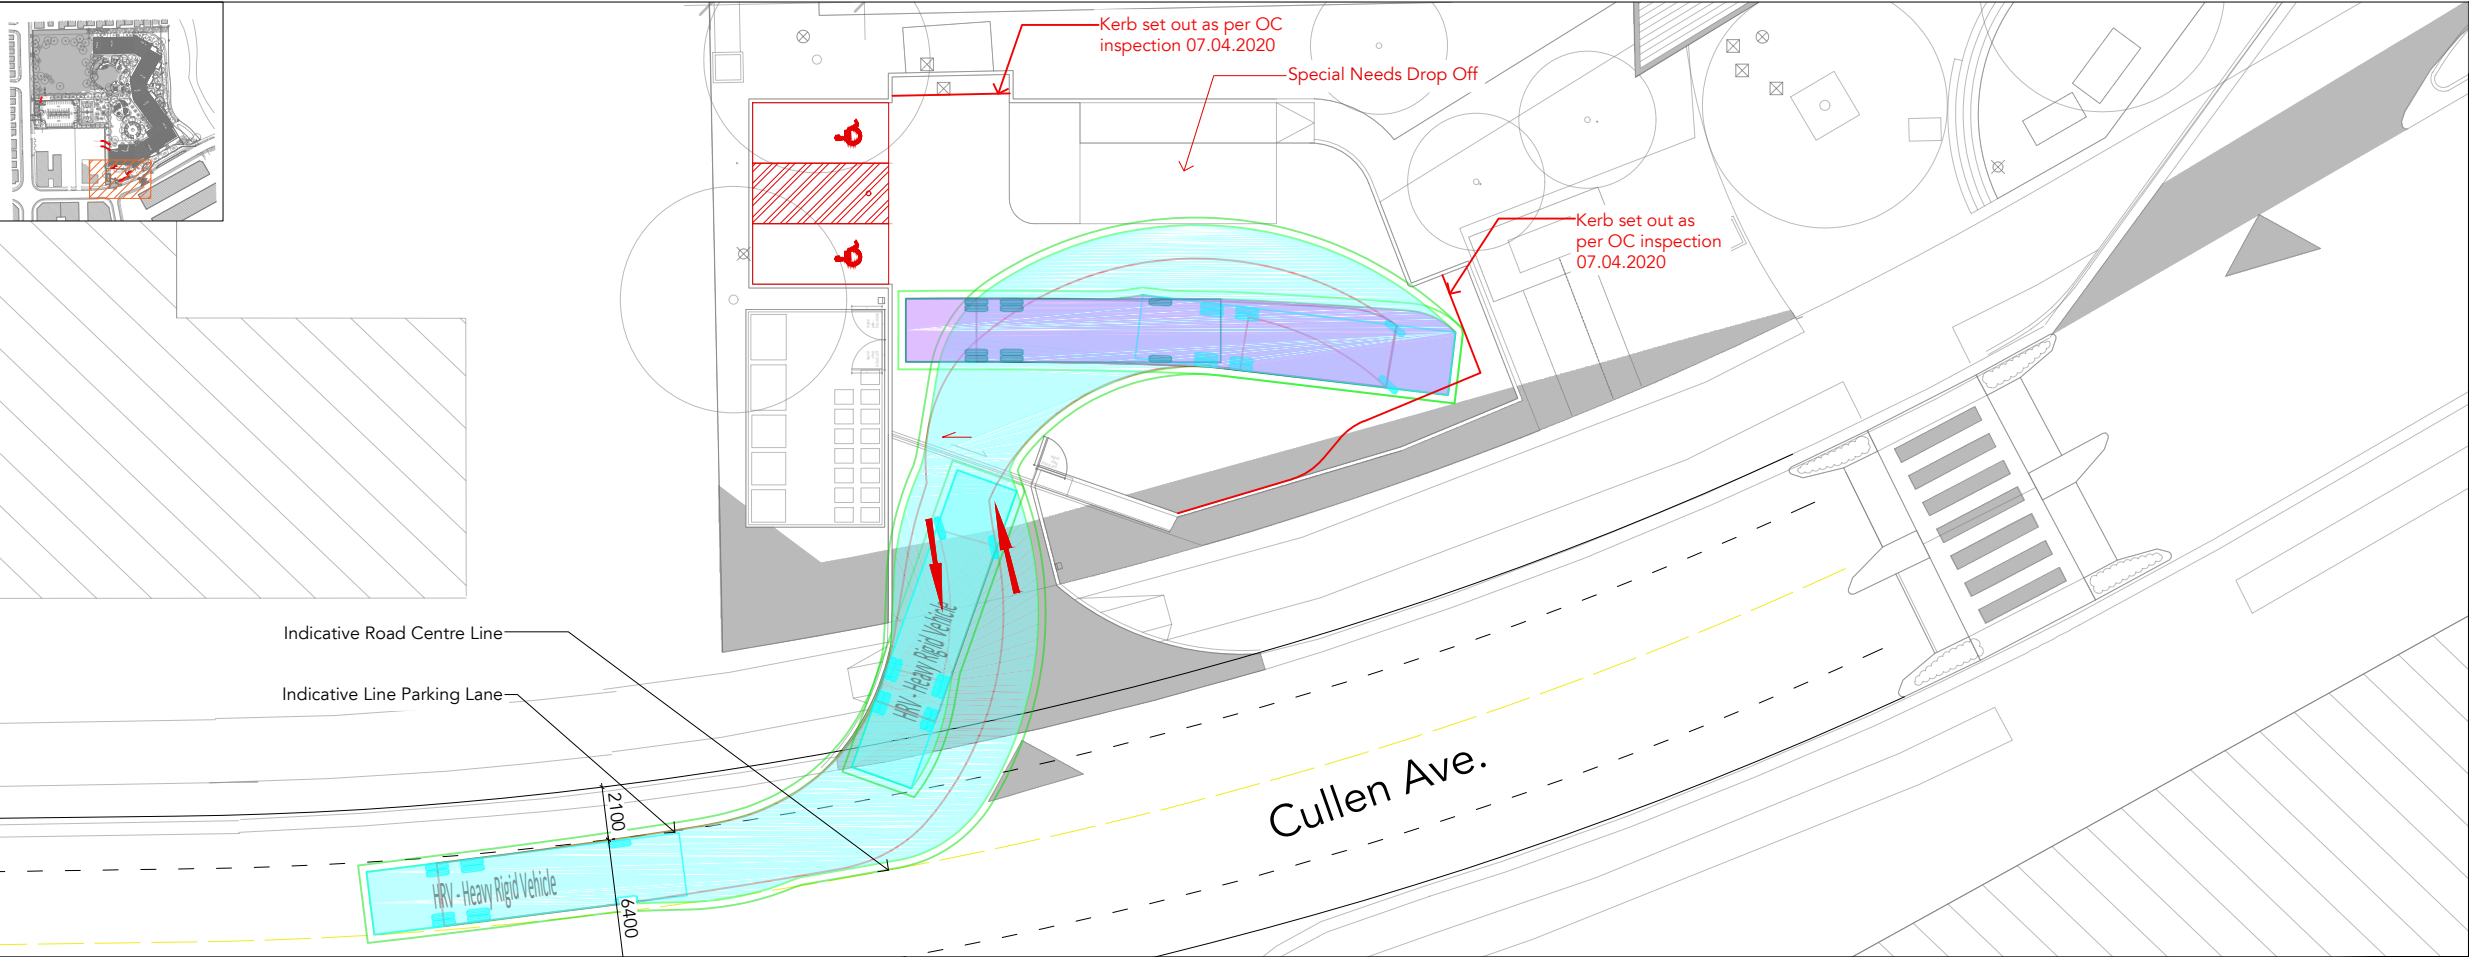 Kerb set out as per OC
inspection 07.04.2020
Special Needs Drop Off
Kerb set out as
per OC inspection
07.04.2020
HRV - Heavy Rigid Vehicle
Indicative Road Centre Line
Indicative Line Parking Lane
Cullen Ave.
2100
HRV - Heavy Rigid Vehicle
6400